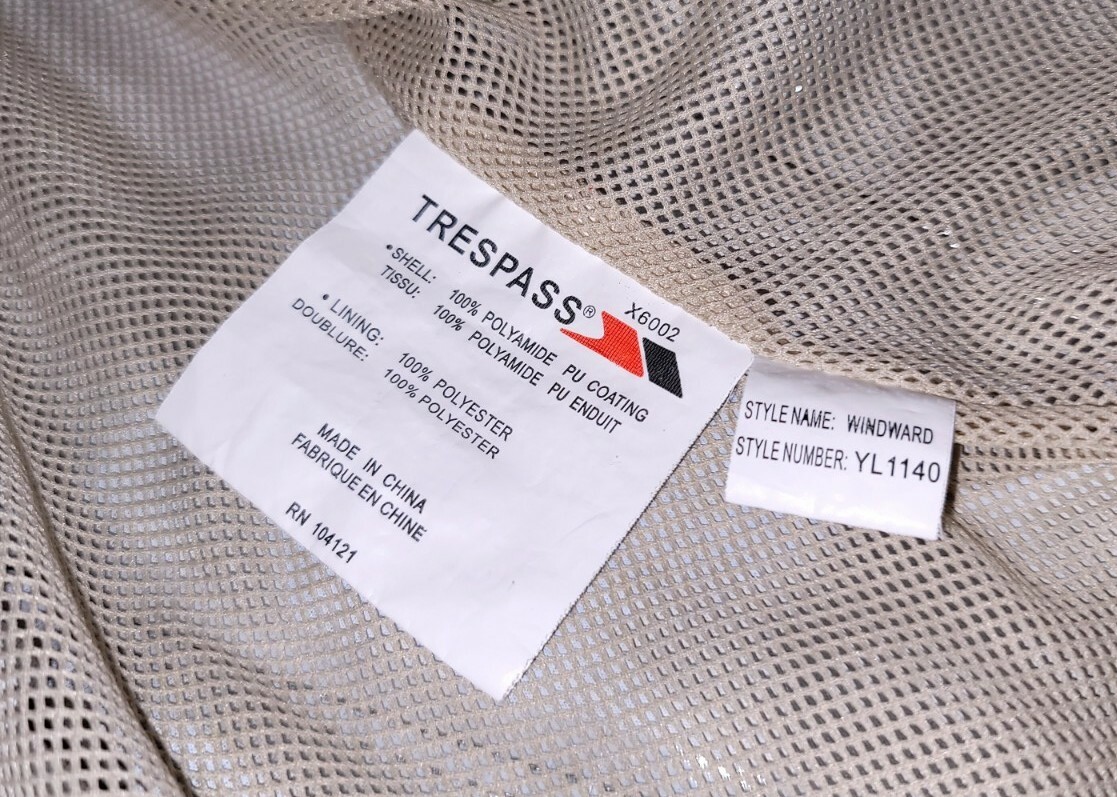 TRESPASS®
X6002
•SHELL: 100% POLYAMIDE PU COATING
TISSU: 100% POLYAMIDE PU ENDUIT
• LINING: 100% POLYESTER
DOUBLURE: 100% POLYESTER
MADE IN CHINA
FABRIQUE EN CHINE
RN 104121
STYLE NAME: WINDWARD
STYLE NUMBER: YL1140